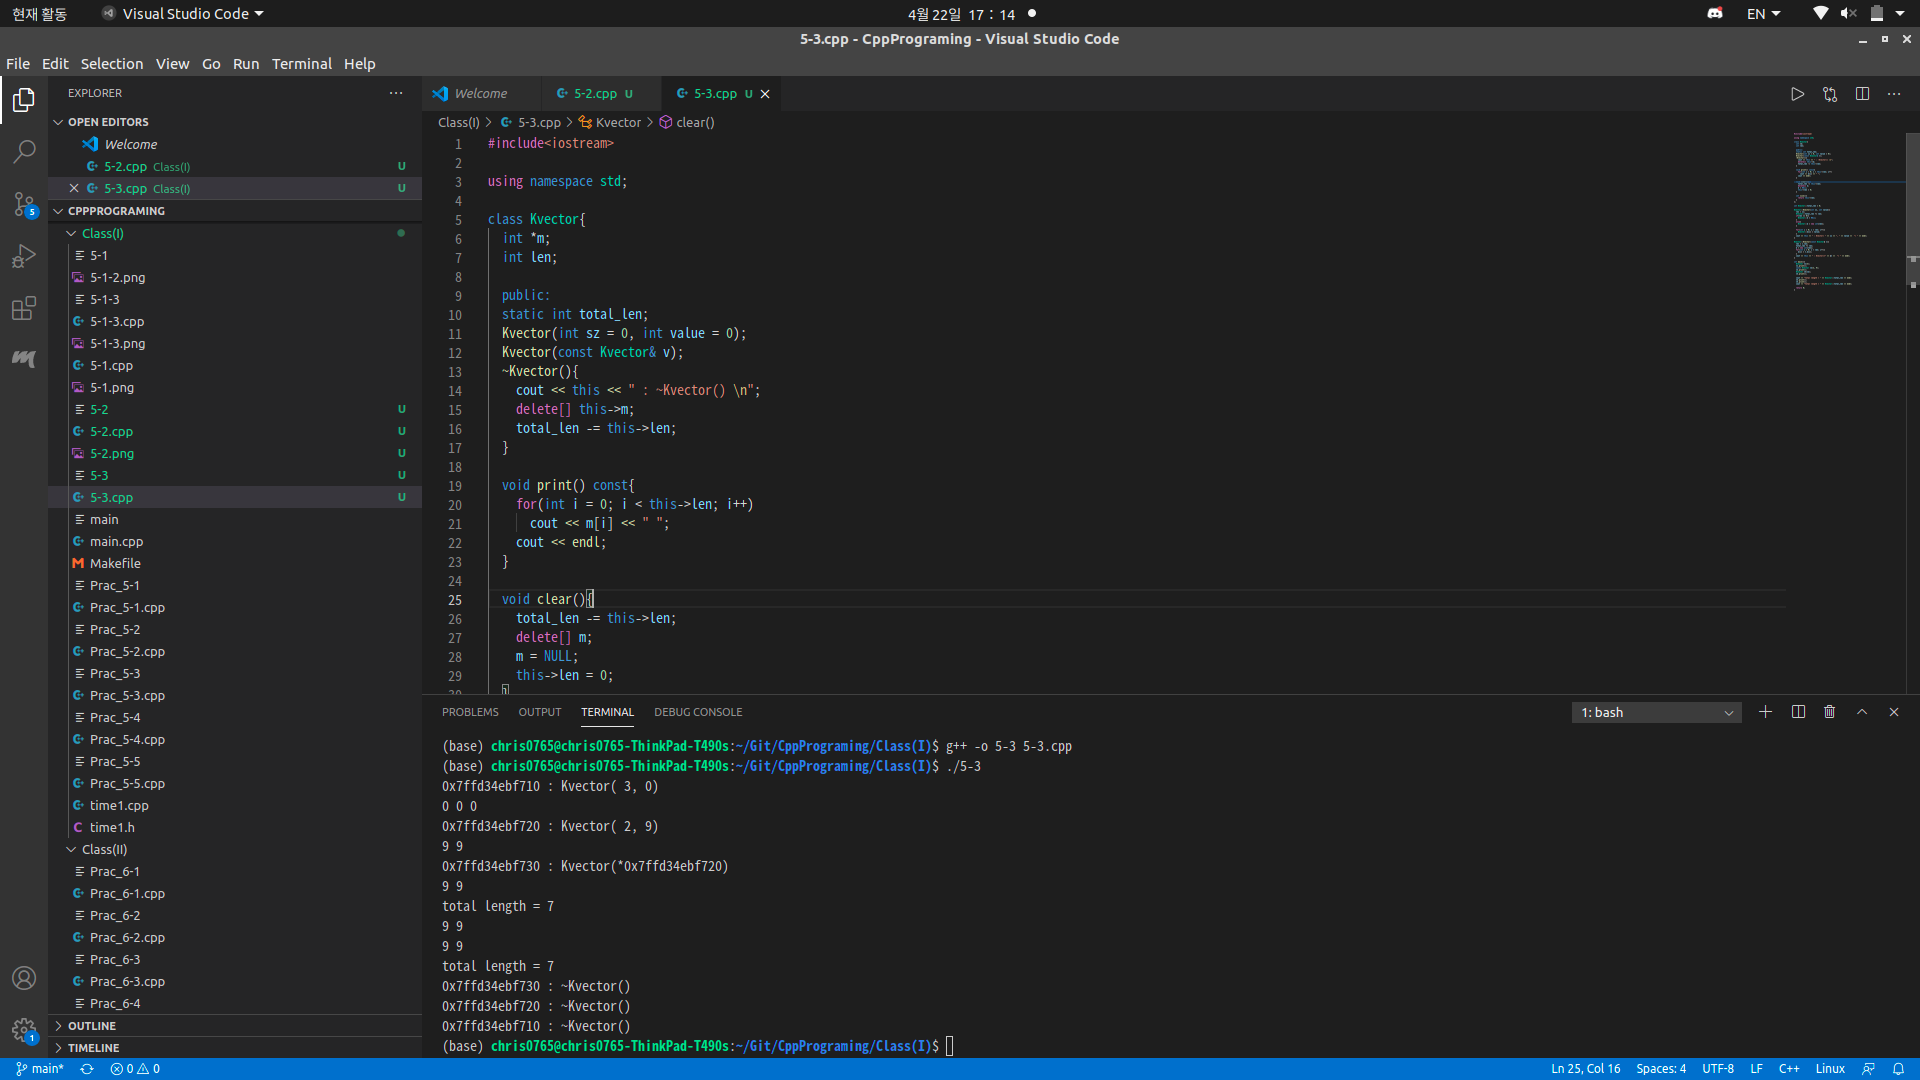 현재 활동
Visual Studio Code
4월 22일 17 : 14
EN
5-3.cpp - CppPrograming - Visual Studio Code
File Edit Selection View Go Run Terminal Help
EXPLORER
OPEN EDITORS
Welcome
5-2.cpp Class(I) U
5-3.cpp Class(I) U
CPPPROGRAMING
Class(I)
5-1
5-1-2.png
5-1-3
5-1-3.cpp
5-1-3.png
5-1.cpp
5-1.png
5-2 U
5-2.cpp U
5-2.png U
5-3 U
5-3.cpp U
main
main.cpp
Makefile
Prac_5-1
Prac_5-1.cpp
Prac_5-2
Prac_5-2.cpp
Prac_5-3
Prac_5-3.cpp
Prac_5-4
Prac_5-4.cpp
Prac_5-5
Prac_5-5.cpp
time1.cpp
C time1.h
Class(II)
Prac_6-1
Prac_6-1.cpp
Prac_6-2
Prac_6-2.cpp
Prac_6-3
Prac_6-3.cpp
Prac_6-4
OUTLINE
TIMELINE
5
1
Welcome
5-2.cpp U
5-3.cpp U
Class(I) > 5-3.cpp > Kvector > clear()
1 #include<iostream>
2
3 using namespace std;
4
5 class Kvector{
6 int *m;
7 int len;
8
9 public:
10 static int total_len;
11 Kvector(int sz = 0, int value = 0);
12 Kvector(const Kvector& v);
13 ~Kvector(){
14 cout << this << " : ~Kvector() \n";
15 delete[] this->m;
16 total_len -= this->len;
17 }
18
19 void print() const{
20 for(int i = 0; i < this->len; i++)
21 cout << m[i] << " ";
22 cout << endl;
23 }
24
25 void clear(){
26 total_len -= this->len;
27 delete[] m;
28 m = NULL;
29 this->len = 0;
30 }
PROBLEMS OUTPUT TERMINAL DEBUG CONSOLE
1: bash
(base) chris0765@chris0765-ThinkPad-T490s:~/Git/CppPrograming/Class(I)$ g++ -o 5-3 5-3.cpp
(base) chris0765@chris0765-ThinkPad-T490s:~/Git/CppPrograming/Class(I)$ ./5-3
0x7ffd34ebf710 : Kvector( 3, 0)
0 0 0
0x7ffd34ebf720 : Kvector( 2, 9)
9 9
0x7ffd34ebf730 : Kvector(*0x7ffd34ebf720)
9 9
total length = 7
9 9
9 9
total length = 7
0x7ffd34ebf730 : ~Kvector()
0x7ffd34ebf720 : ~Kvector()
0x7ffd34ebf710 : ~Kvector()
(base) chris0765@chris0765-ThinkPad-T490s:~/Git/CppPrograming/Class(I)$
main* 0 0
Ln 25, Col 16 Spaces: 4 UTF-8 LF C++ Linux